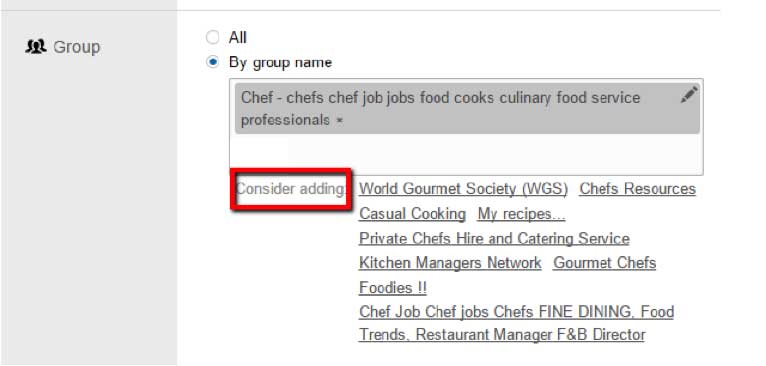 Group
All
By group name
Chef - chefs chef job jobs food cooks culinary food service
professionals ×
Consider adding: World Gourmet Society (WGS) Chefs Resources
Casual Cooking My recipes...
Private Chefs Hire and Catering Service
Kitchen Managers Network Gourmet Chefs
Foodies !!
Chef Job Chef jobs Chefs FINE DINING, Food
Trends, Restaurant Manager F&B Director